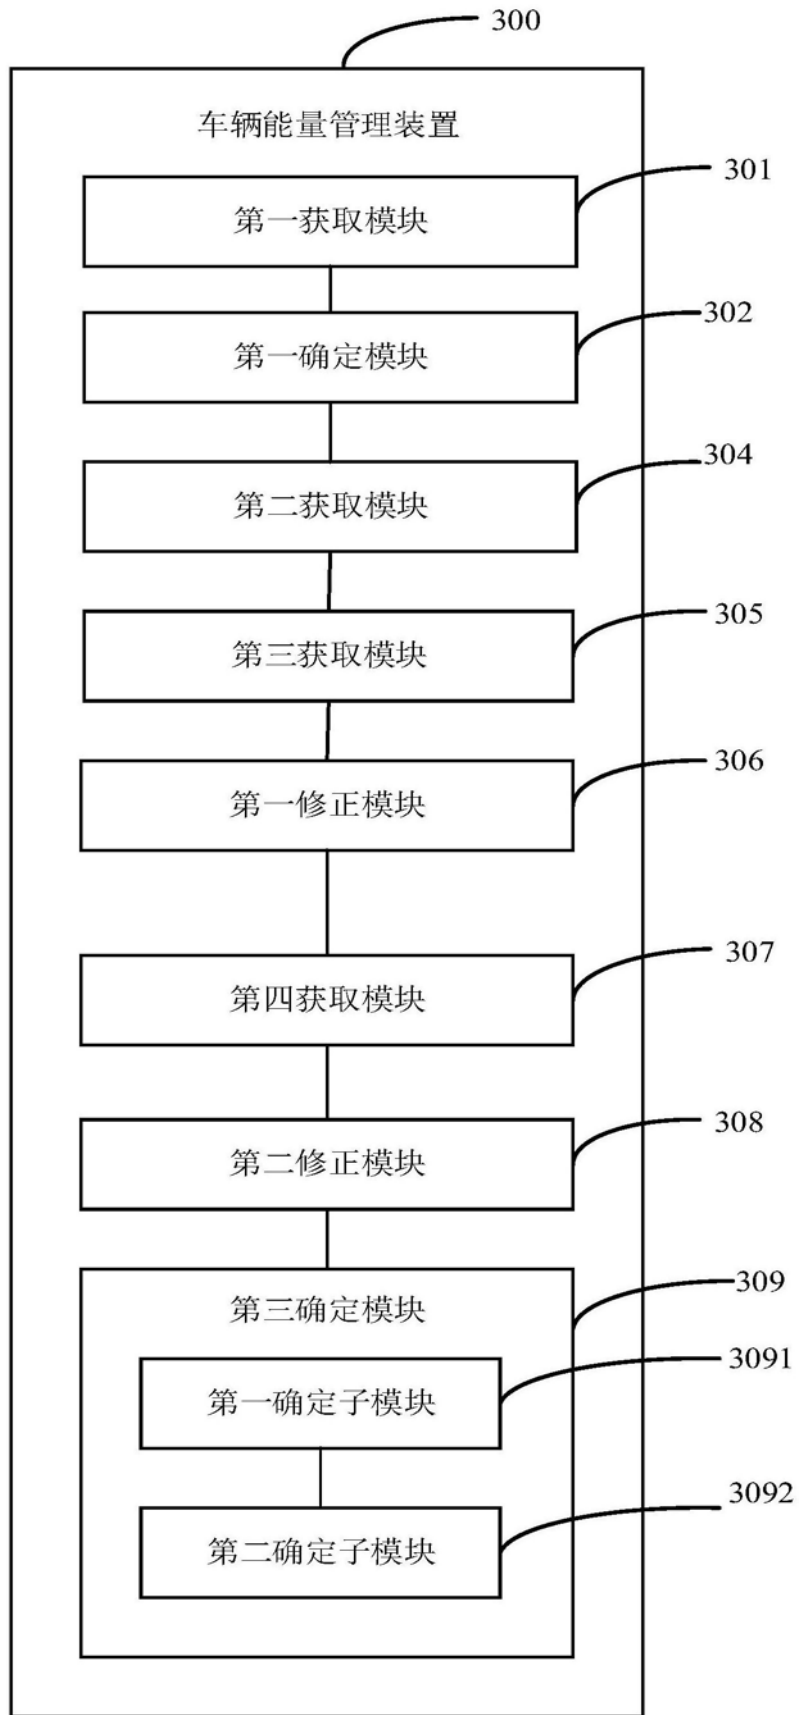 300
车辆能量管理装置
301
第一获取模块
302
第一确定模块
304
第二获取模块
305
第三获取模块
306
第一修正模块
307
第四获取模块
308
第二修正模块
309
第三确定模块
3091
第一确定子模块
3092
第二确定子模块